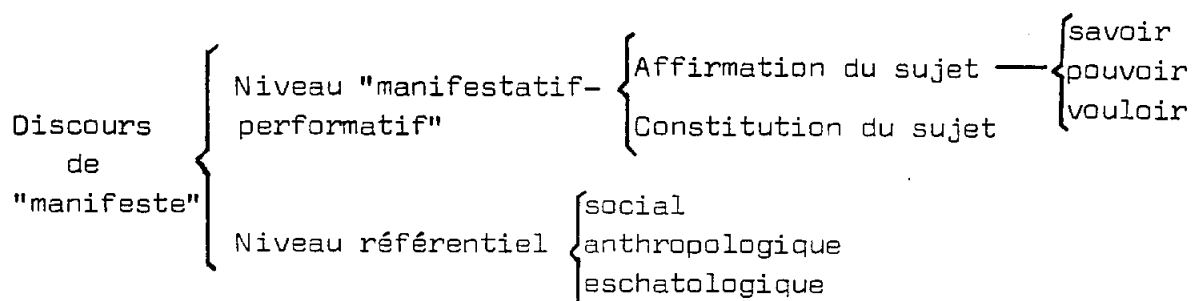 Discours
de
"manifeste"
Niveau "manifestatif-
performatif"
Affirmation du sujet
savoir
pouvoir
vouloir
Constitution du sujet
Niveau référentiel
social
anthropologique
eschatologique